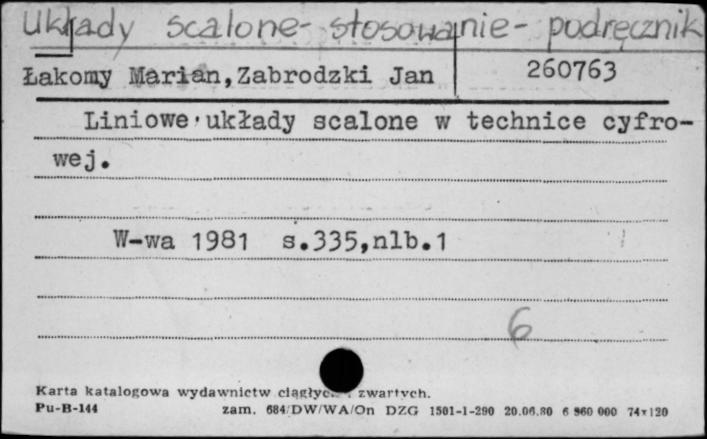 układy scalone - stosowanie - podręcznik
Łakomy Marian, Zabrodzki Jan 260763
Liniowe układy scalone w technice cyfro-
wej.
W-wa 1981 s.335,nlb.1
6
Karta katalogowa wydawnictw ciągłych i zwartych.
Pu-B-144 zam. 684/DW/WA/On DZG 1501-1-290 20.06.80 6 960 000 74x120